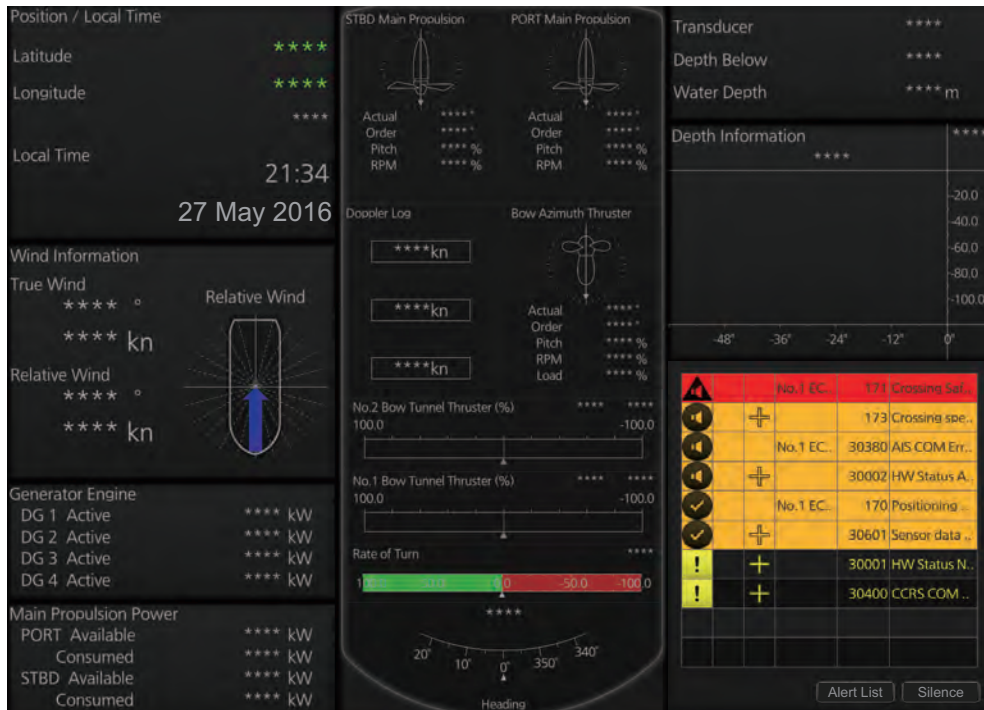 Position / Local Time
Latitude ****
Longitude ****
****
Local Time
21:34
27 May 2016
Wind Information
True Wind
**** °
**** kn
Relative Wind
Relative Wind
**** °
**** kn
Generator Engine
DG 1 Active **** kW
DG 2 Active **** kW
DG 3 Active **** kW
DG 4 Active **** kW
Main Propulsion Power
PORT Available **** kW
Consumed **** kW
STBD Available **** kW
Consumed **** kW
STBD Main Propulsion
Actual ****°
Order ****°
Pitch **** %
RPM **** %
PORT Main Propulsion
Actual ****°
Order ****°
Pitch **** %
RPM **** %
Doppler Log
****kn
****kn
****kn
Bow Azimuth Thruster
Actual ****°
Order ****°
Pitch **** %
RPM **** %
Load **** %
No.2 Bow Tunnel Thruster (%) **** ****
100.0 -100.0
No.1 Bow Tunnel Thruster (%) **** ****
100.0 -100.0
Rate of Turn ****
-50.0 -100.0
****
20° 10° 0° 350° 340°
Heading
Transducer ****
Depth Below ****
Water Depth ****m
Depth Information ****
****
-20.0
-40.0
-60.0
-80.0
-100.0
-48° -36° -24° -12° 0°
No.1 EC.. 171 Crossing Saf..
173 Crossing spe..
No.1 EC.. 30380 AIS COM Err..
30002 HW Status A..
No.1 EC.. 170 Positioning ..
30601 Sensor data ..
30001 HW Status N..
30400 CCRS COM ..
Alert List Silence